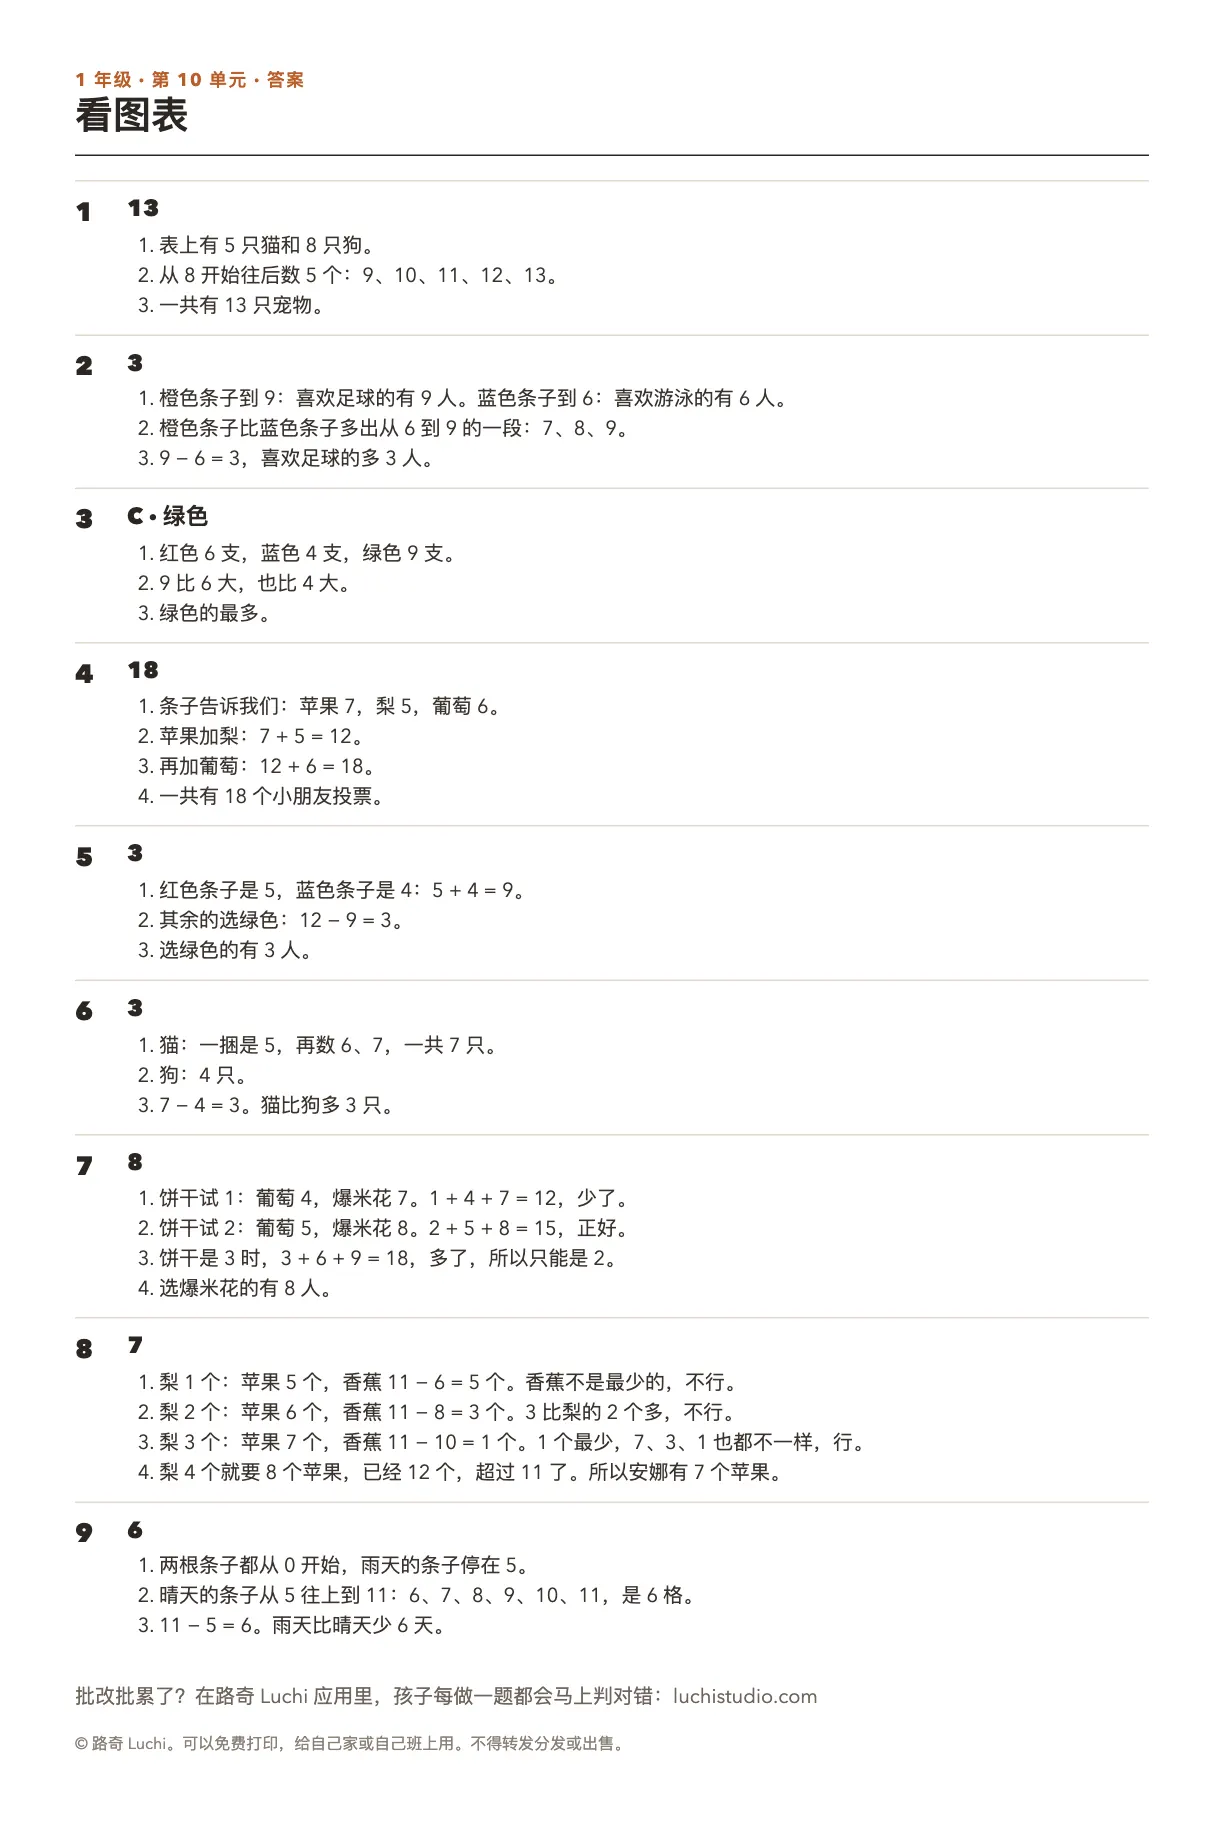 1 年级 · 第 10 单元 · 答案
看图表
1 13
1. 表上有 5 只猫和 8 只狗。
2. 从 8 开始往后数 5 个：9、10、11、12、13。
3. 一共有 13 只宠物。
2 3
1. 橙色条子到 9：喜欢足球的有 9 人。蓝色条子到 6：喜欢游泳的有 6 人。
2. 橙色条子比蓝色条子多出从 6 到 9 的一段：7、8、9。
3. 9 − 6 = 3，喜欢足球的多 3 人。
3 C · 绿色
1. 红色 6 支，蓝色 4 支，绿色 9 支。
2. 9 比 6 大，也比 4 大。
3. 绿色的最多。
4 18
1. 条子告诉我们：苹果 7，梨 5，葡萄 6。
2. 苹果加梨：7 + 5 = 12。
3. 再加葡萄：12 + 6 = 18。
4. 一共有 18 个小朋友投票。
5 3
1. 红色条子是 5，蓝色条子是 4：5 + 4 = 9。
2. 其余的选绿色：12 − 9 = 3。
3. 选绿色的有 3 人。
6 3
1. 猫：一捆是 5，再数 6、7，一共 7 只。
2. 狗：4 只。
3. 7 − 4 = 3。猫比狗多 3 只。
7 8
1. 饼干试 1：葡萄 4，爆米花 7。1 + 4 + 7 = 12，少了。
2. 饼干试 2：葡萄 5，爆米花 8。2 + 5 + 8 = 15，正好。
3. 饼干是 3 时，3 + 6 + 9 = 18，多了，所以只能是 2。
4. 选爆米花的有 8 人。
8 7
1. 梨 1 个：苹果 5 个，香蕉 11 − 6 = 5 个。香蕉不是最少的，不行。
2. 梨 2 个：苹果 6 个，香蕉 11 − 8 = 3 个。3 比梨的 2 个多，不行。
3. 梨 3 个：苹果 7 个，香蕉 11 − 10 = 1 个。1 个最少，7、3、1 也都不一样，行。
4. 梨 4 个就要 8 个苹果，已经 12 个，超过 11 了。所以安娜有 7 个苹果。
9 6
1. 两根条子都从 0 开始，雨天的条子停在 5。
2. 晴天的条子从 5 往上到 11：6、7、8、9、10、11，是 6 格。
3. 11 − 5 = 6。雨天比晴天少 6 天。
批改批累了？在路奇 Luchi 应用里，孩子每做一题都会马上判对错：luchistudio.com
© 路奇 Luchi。可以免费打印，给自己家或自己班上用。不得转发分发或出售。